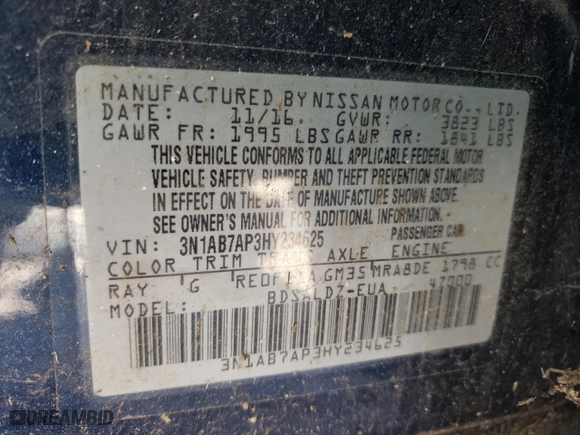 MANUFACTURED BY NISSAN MOTOR CO., LTD.
DATE: 11/16 GVWR: 3823 LBS
GAWR FR: 1995 LBS GAWR RR: 1841 LBS
THIS VEHICLE CONFORMS TO ALL APPLICABLE FEDERAL MOTOR
VEHICLE SAFETY, BUMPER AND THEFT PREVENTION STANDARDS
IN EFFECT ON THE DATE OF MANUFACTURE SHOWN ABOVE.
SEE OWNER'S MANUAL FOR ADDITIONAL INFORMATION.
VIN: 3N1AB7AP3HY234625 PASSENGER CAR
COLOR TRIM TRANS AXLE ENGINE
RAY G GM35 MRA8DE 1798 CC
MODEL: 47000
3N1AB7AP3HY234625
DREAMBID